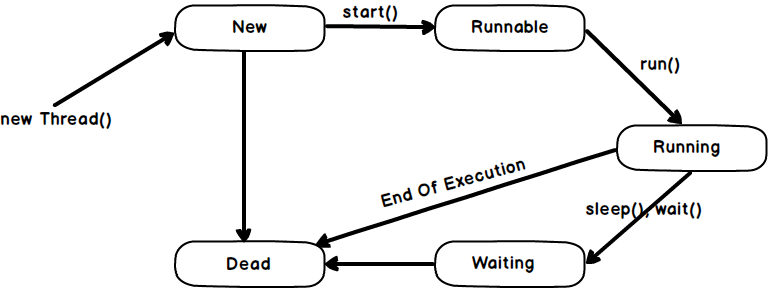 New
start()
Runnable
run()
new Thread()
Running
End Of Execution
sleep(), wait()
Dead
Waiting